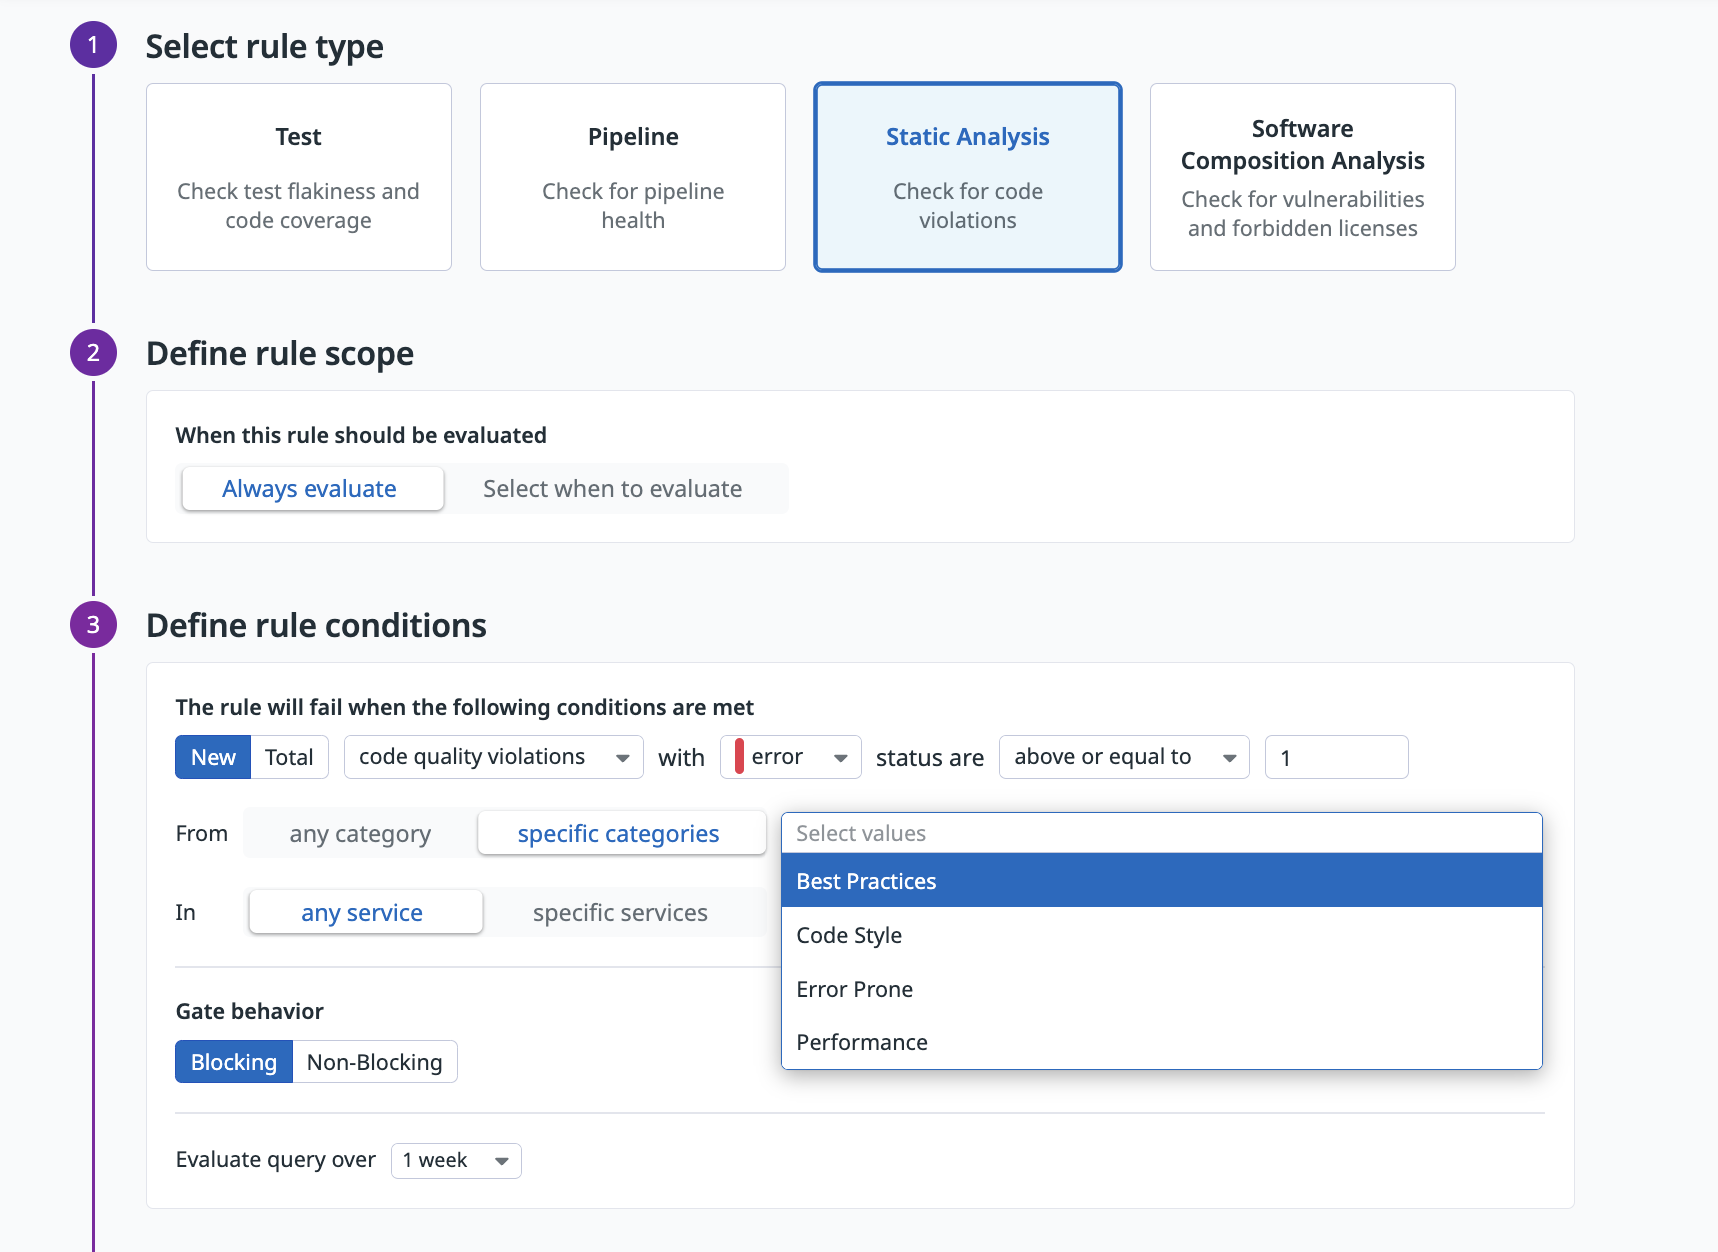 1
Select rule type
Test
Check test flakiness and
code coverage
Pipeline
Check for pipeline
health
Static Analysis
Check for code
violations
Software
Composition Analysis
Check for vulnerabilities
and forbidden licenses
2
Define rule scope
When this rule should be evaluated
Always evaluate Select when to evaluate
3
Define rule conditions
The rule will fail when the following conditions are met
New Total code quality violations with error status are above or equal to 1
From any category specific categories Select values
Best Practices
In any service specific services
Code Style
Error Prone
Performance
Gate behavior
Blocking Non-Blocking
Evaluate query over 1 week